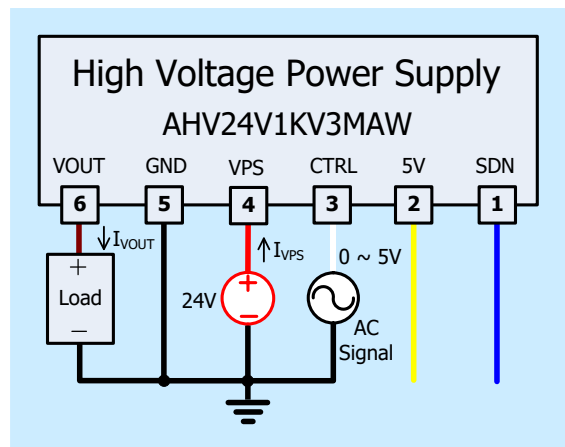 High Voltage Power Supply
AHV24V1KV3MAW
VOUT GND VPS CTRL 5V SDN
6 5 4 3 2 1
I_VOUT I_VPS 0 ~ 5V
+ +
Load 24V
− −
AC
Signal